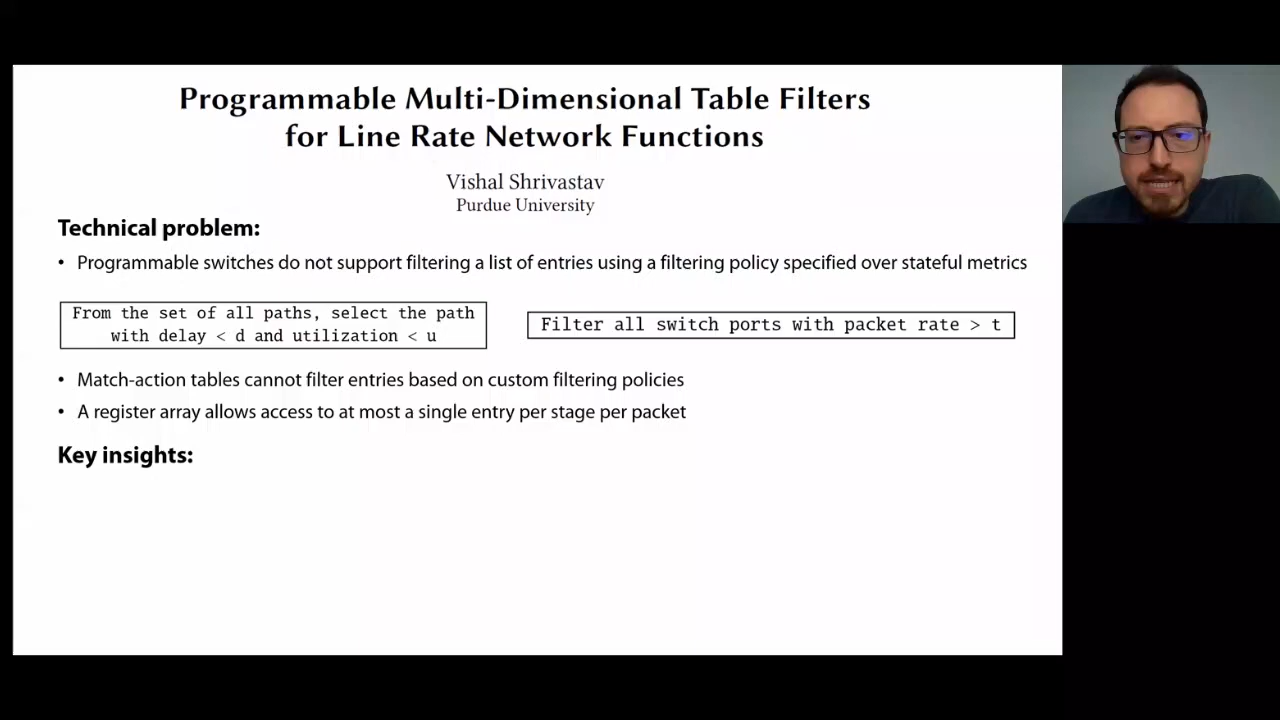 Programmable Multi-Dimensional Table Filters
for Line Rate Network Functions
Vishal Shrivastav
Purdue University
Technical problem:
• Programmable switches do not support filtering a list of entries using a filtering policy specified over stateful metrics
From the set of all paths, select the path
with delay < d and utilization < u
Filter all switch ports with packet rate > t
• Match-action tables cannot filter entries based on custom filtering policies
• A register array allows access to at most a single entry per stage per packet
Key insights: